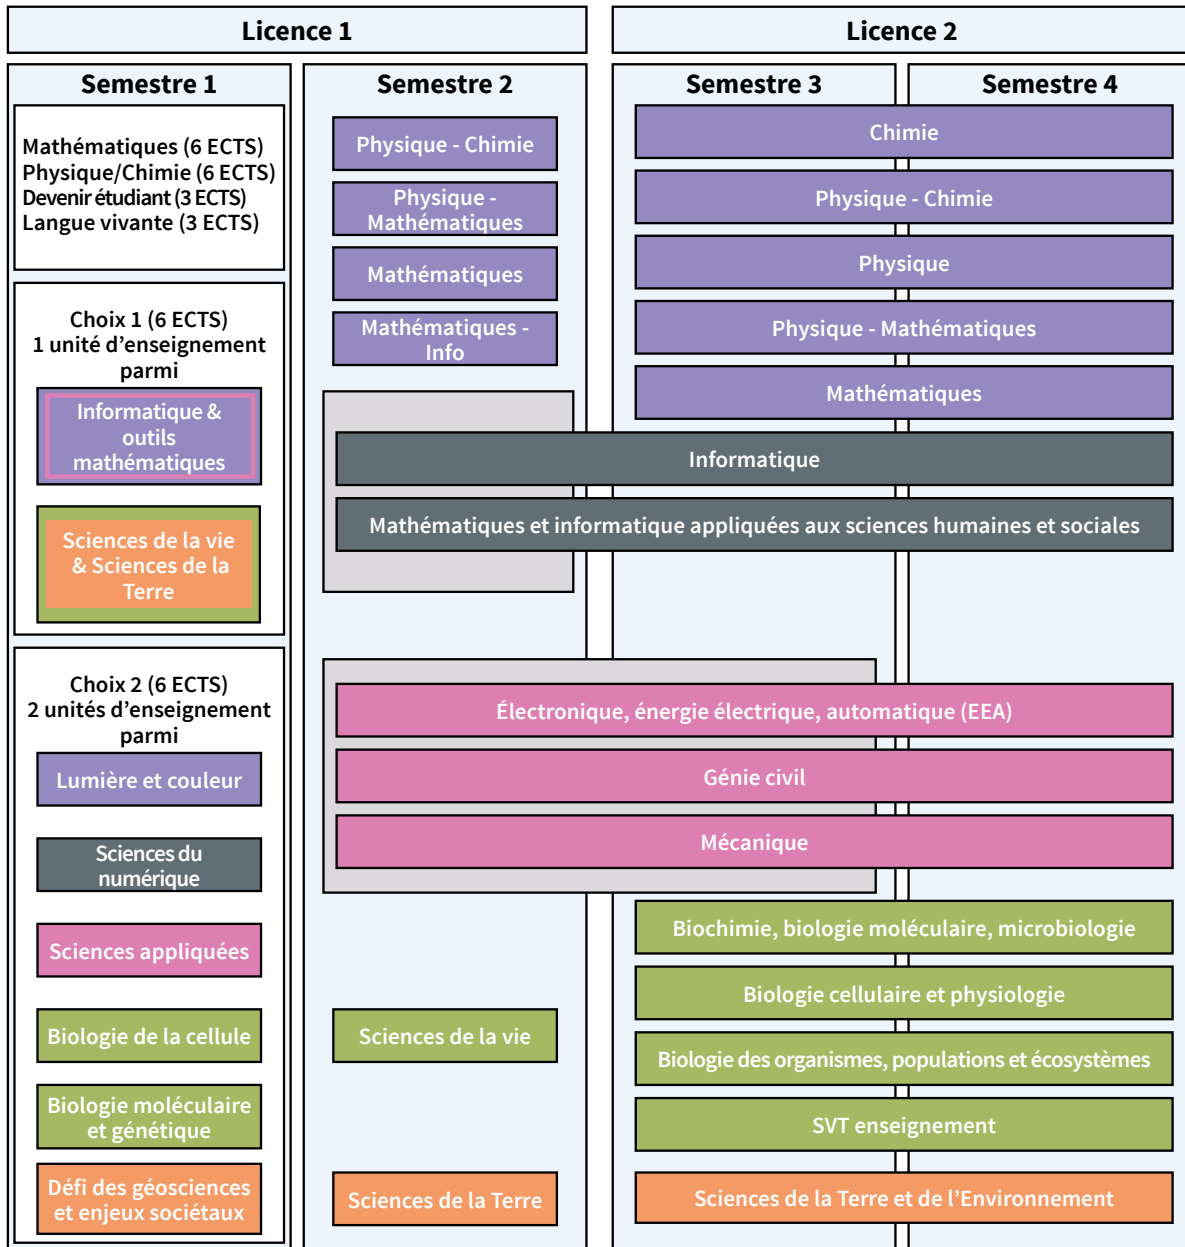 Licence 1
Licence 2
Semestre 1
Semestre 2
Semestre 3
Semestre 4
Mathématiques (6 ECTS)
Physique/Chimie (6 ECTS)
Devenir étudiant (3 ECTS)
Langue vivante (3 ECTS)
Choix 1 (6 ECTS)
1 unité d’enseignement
parmi
Informatique &
outils
mathématiques
Sciences de la vie
& Sciences de la
Terre
Choix 2 (6 ECTS)
2 unités d’enseignement
parmi
Lumière et couleur
Sciences du
numérique
Sciences appliquées
Biologie de la cellule
Biologie moléculaire
et génétique
Défi des géosciences
et enjeux sociétaux
Physique - Chimie
Physique -
Mathématiques
Mathématiques
Mathématiques -
Info
Sciences de la vie
Sciences de la Terre
Chimie
Physique - Chimie
Physique
Physique - Mathématiques
Mathématiques
Informatique
Mathématiques et informatique appliquées aux sciences humaines et sociales
Électronique, énergie électrique, automatique (EEA)
Génie civil
Mécanique
Biochimie, biologie moléculaire, microbiologie
Biologie cellulaire et physiologie
Biologie des organismes, populations et écosystèmes
SVT enseignement
Sciences de la Terre et de l’Environnement